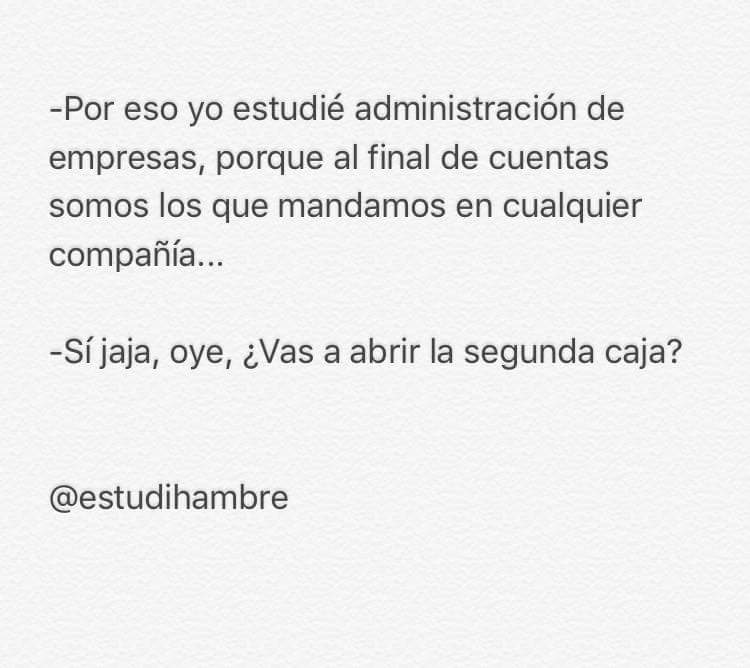 -Por eso yo estudié administración de
empresas, porque al final de cuentas
somos los que mandamos en cualquier
compañía...
-Sí jaja, oye, ¿Vas a abrir la segunda caja?
@estudihambre